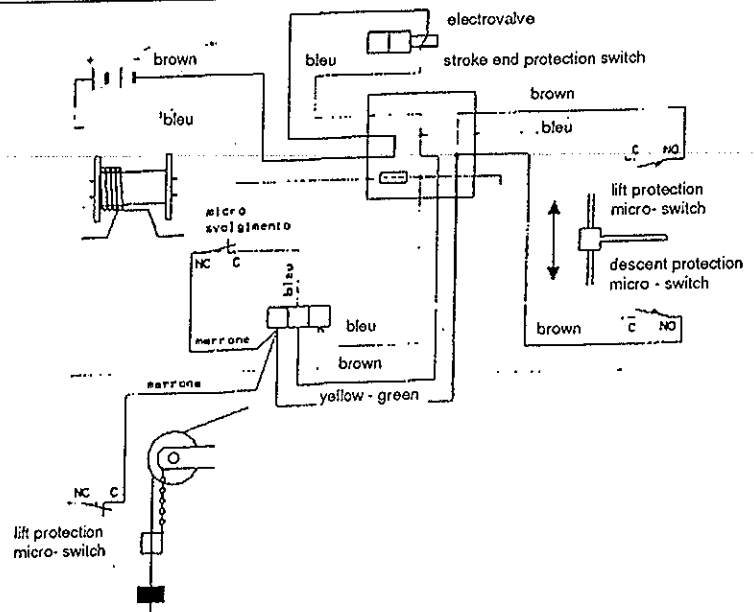 electrovalve
+ -
brown
bleu
stroke end protection switch
brown
'bleu
bleu
C NO
micro
svolgimento
lift protection
micro- switch
NC C
bleu
descent protection
micro - switch
bleu
brown
C NO
marrone
brown
marrone
yellow - green
NC C
lift protection
micro- switch